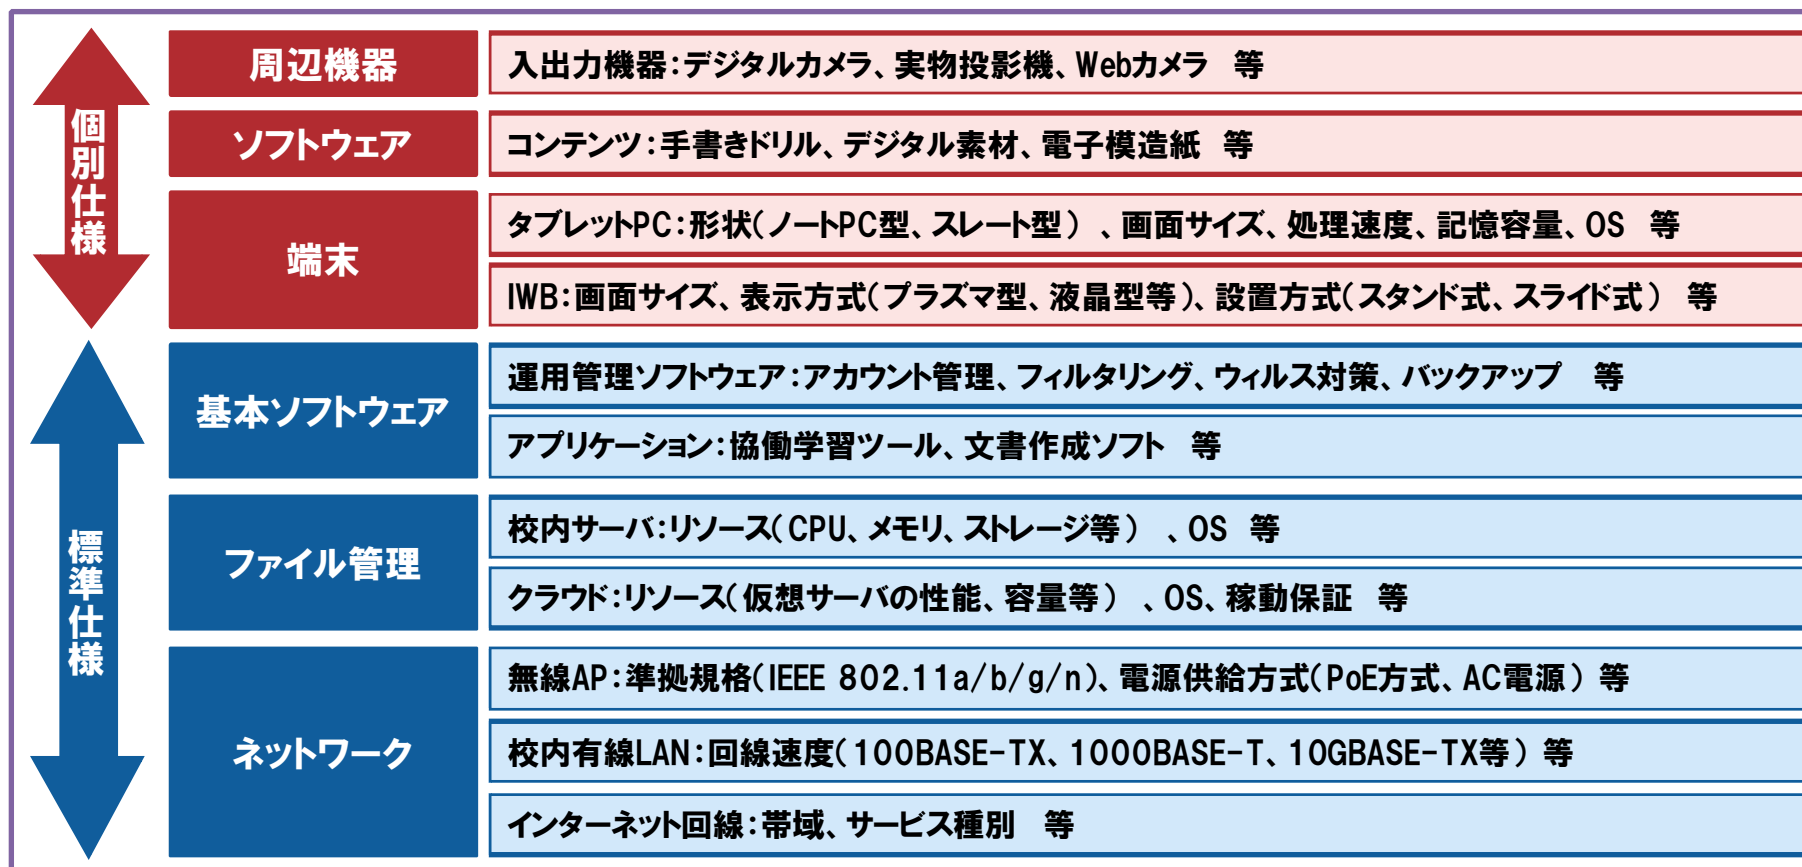 個別仕様
周辺機器
入出力機器：デジタルカメラ、実物投影機、Webカメラ　等
ソフトウェア
コンテンツ：手書きドリル、デジタル素材、電子模造紙　等
端末
タブレットPC：形状（ノートPC型、スレート型）、画面サイズ、処理速度、記憶容量、OS　等
IWB：画面サイズ、表示方式（プラズマ型、液晶型等）、設置方式（スタンド式、スライド式）　等
標準仕様
基本ソフトウェア
運用管理ソフトウェア：アカウント管理、フィルタリング、ウィルス対策、バックアップ　等
アプリケーション：協働学習ツール、文書作成ソフト　等
ファイル管理
校内サーバ：リソース（CPU、メモリ、ストレージ等）、OS　等
クラウド：リソース（仮想サーバの性能、容量等）、OS、稼動保証　等
ネットワーク
無線AP：準拠規格（IEEE 802.11a/b/g/n）、電源供給方式（PoE方式、AC電源）等
校内有線LAN：回線速度（100BASE-TX、1000BASE-T、10GBASE-TX等）等
インターネット回線：帯域、サービス種別　等